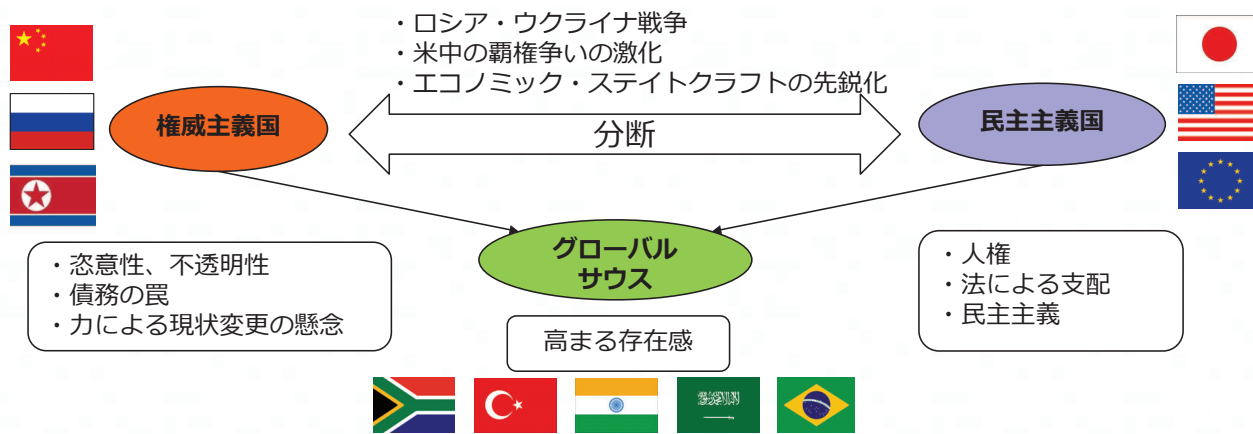 ・ロシア・ウクライナ戦争
・米中の覇権争いの激化
・エコノミック・ステイトクラフトの先鋭化
権威主義国
分断
民主主義国
グローバル
サウス
・恣意性、不透明性
・債務の罠
・力による現状変更の懸念
高まる存在感
・人権
・法による支配
・民主主義